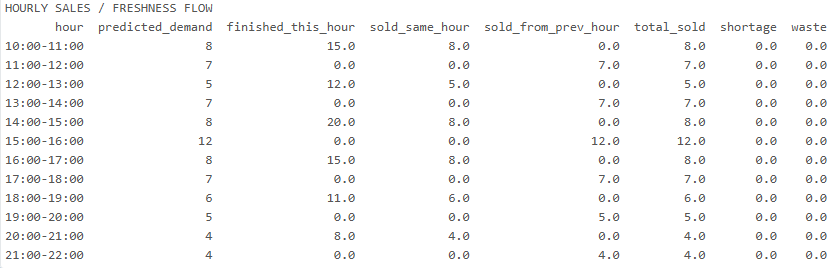 HOURLY SALES / FRESHNESS FLOW
hour predicted_demand finished_this_hour sold_same_hour sold_from_prev_hour total_sold shortage waste
10:00-11:00 8 15.0 8.0 0.0 8.0 0.0 0.0
11:00-12:00 7 0.0 0.0 7.0 7.0 0.0 0.0
12:00-13:00 5 12.0 5.0 0.0 5.0 0.0 0.0
13:00-14:00 7 0.0 0.0 7.0 7.0 0.0 0.0
14:00-15:00 8 20.0 8.0 0.0 8.0 0.0 0.0
15:00-16:00 12 0.0 0.0 12.0 12.0 0.0 0.0
16:00-17:00 8 15.0 8.0 0.0 8.0 0.0 0.0
17:00-18:00 7 0.0 0.0 7.0 7.0 0.0 0.0
18:00-19:00 6 11.0 6.0 0.0 6.0 0.0 0.0
19:00-20:00 5 0.0 0.0 5.0 5.0 0.0 0.0
20:00-21:00 4 8.0 4.0 0.0 4.0 0.0 0.0
21:00-22:00 4 0.0 0.0 4.0 4.0 0.0 0.0